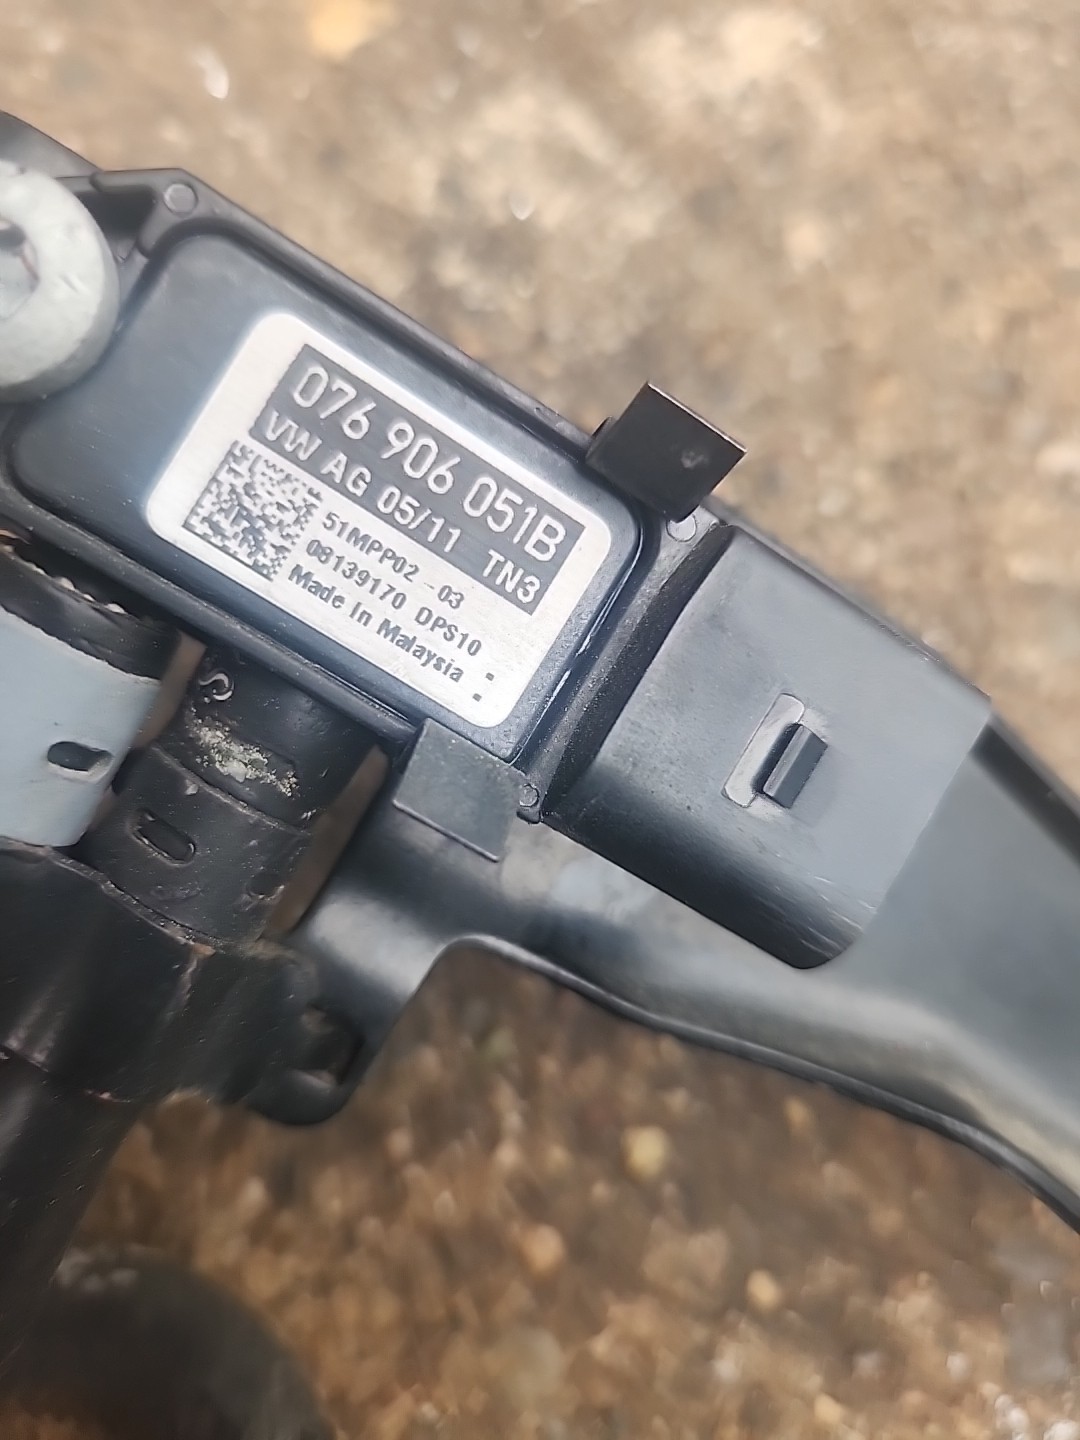 076 906 051B
VW AG 05/11 TN3
51MPP02-03
08139170 DPS10
Made In Malaysia